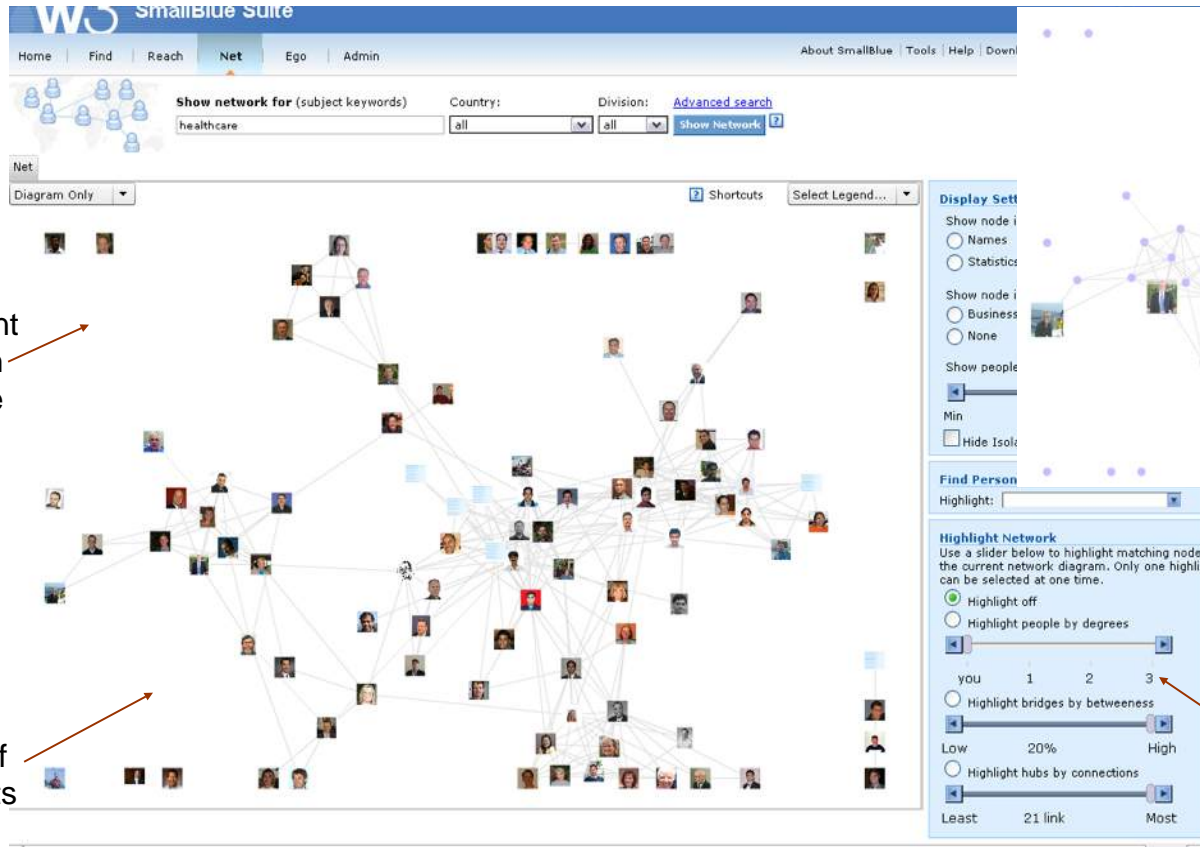 W3 SmallBlue Suite
Home Find Reach Net Ego Admin
About SmallBlue Tools Help Downl
Show network for (subject keywords) Country: Division: Advanced search
healthcare all all Show Network ?
Net
Diagram Only ? Shortcuts Select Legend...
Display Sett
Show node i
Names
Statistics
Show node i
Business
None
Show people
Min
Hide Isola
Find Person
Highlight:
Highlight Network
Use a slider below to highlight matching node
the current network diagram. Only one highli
can be selected at one time.
Highlight off
Highlight people by degrees
you 1 2 3
Highlight bridges by betweeness
Low 20% High
Highlight hubs by connections
Least 21 link Most
nt
n
e
f
ts